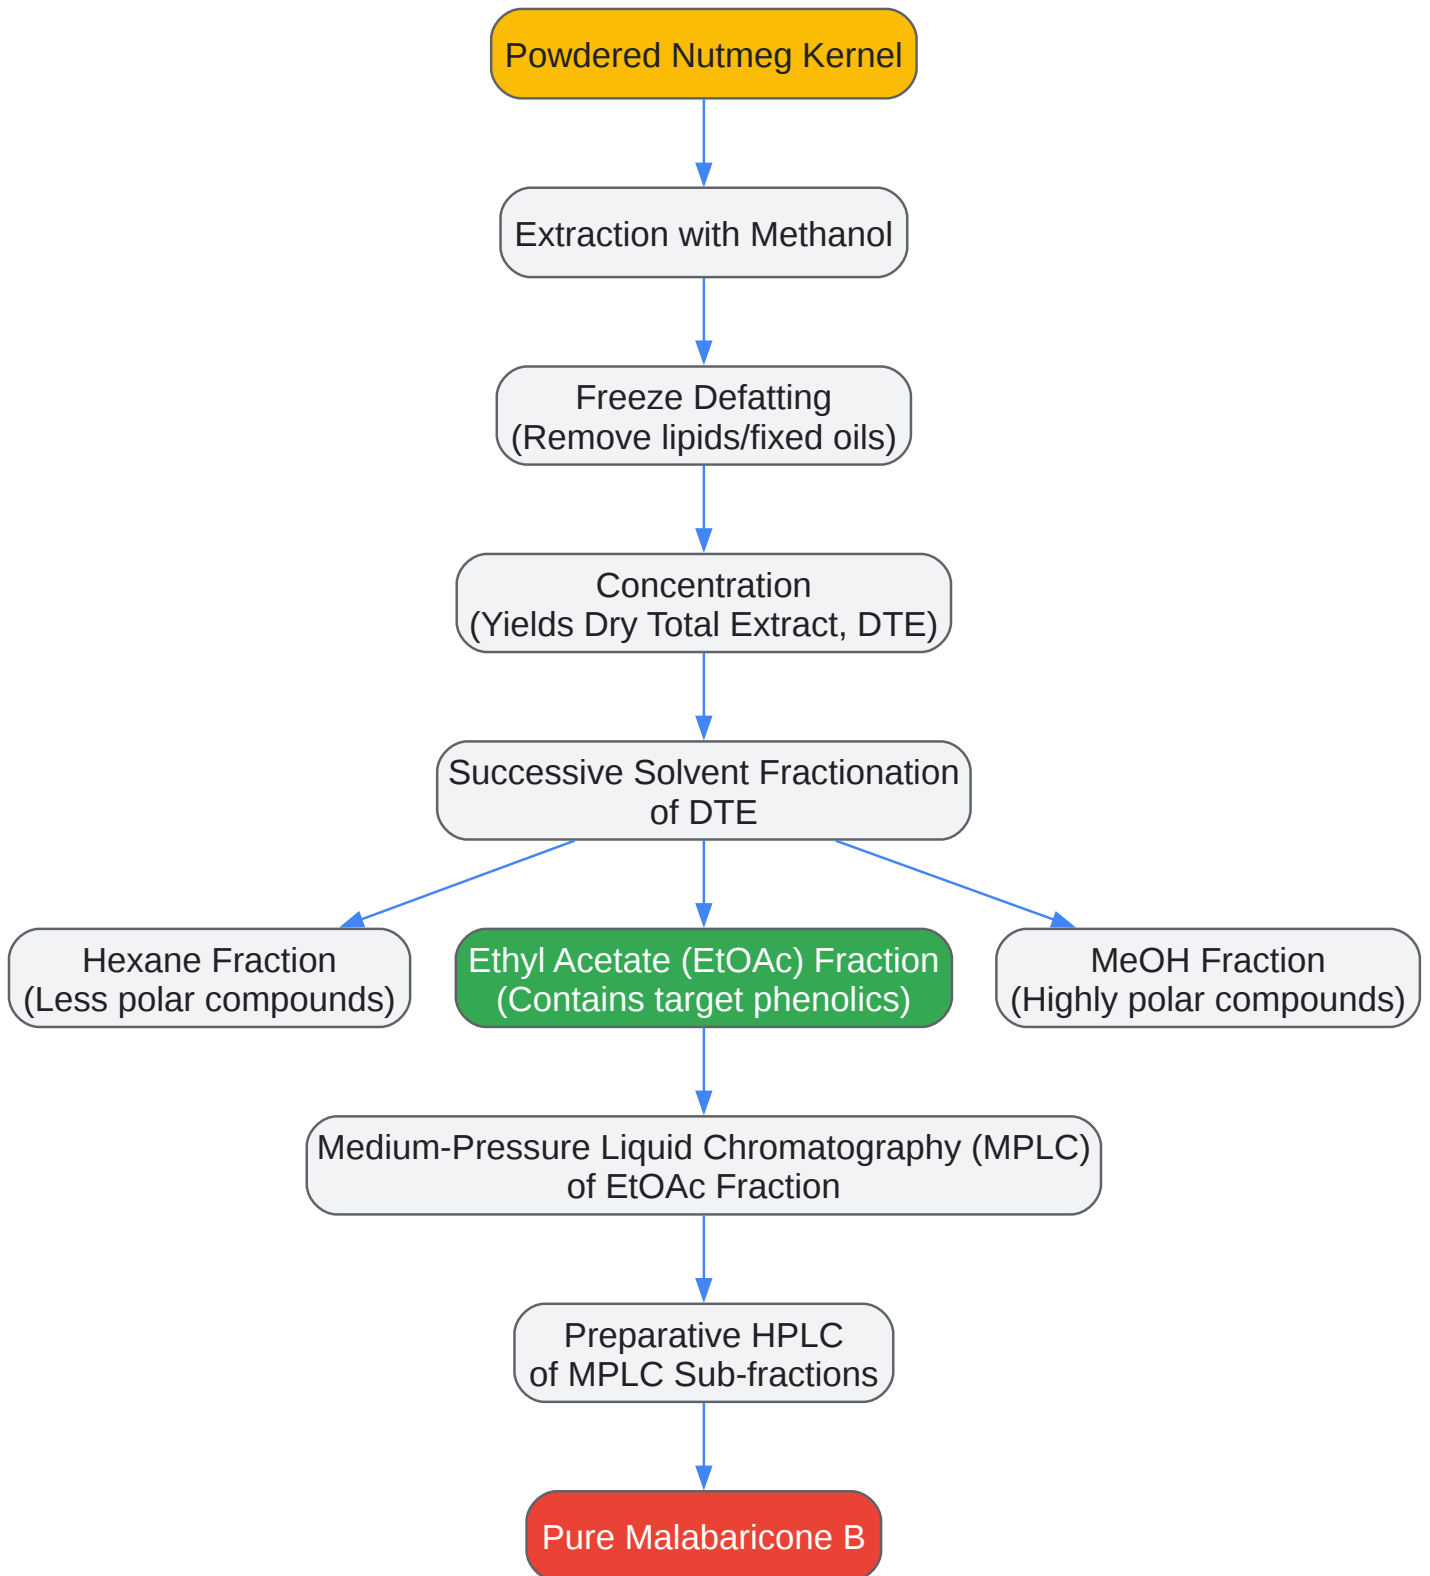 Powdered Nutmeg Kernel
Extraction with Methanol
Freeze Defatting
(Remove lipids/fixed oils)
Concentration
(Yields Dry Total Extract, DTE)
Successive Solvent Fractionation
of DTE
Hexane Fraction
(Less polar compounds)
Ethyl Acetate (EtOAc) Fraction
(Contains target phenolics)
MeOH Fraction
(Highly polar compounds)
Medium-Pressure Liquid Chromatography (MPLC)
of EtOAc Fraction
Preparative HPLC
of MPLC Sub-fractions
Pure Malabaricone B